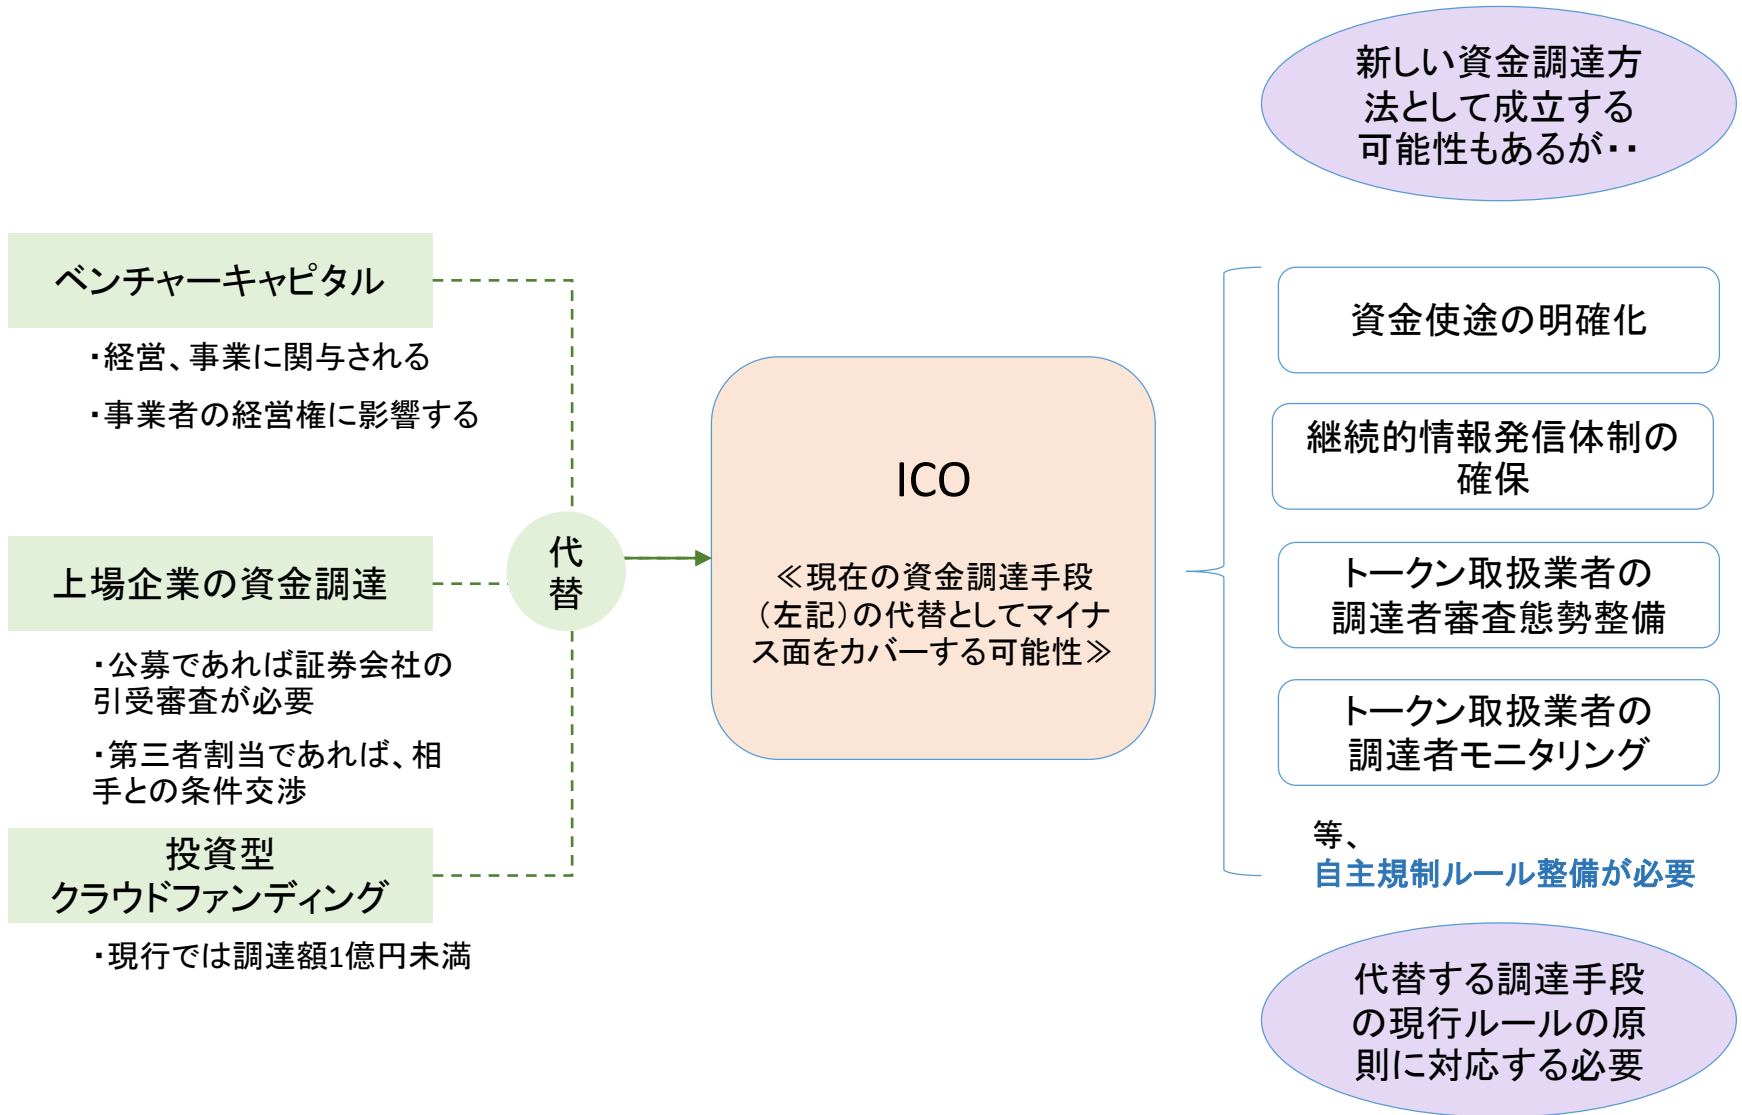 新しい資金調達方
法として成立する
可能性もあるが・・
ベンチャーキャピタル
・経営、事業に関与される
・事業者の経営権に影響する
上場企業の資金調達
・公募であれば証券会社の
引受審査が必要
・第三者割当であれば、相
手との条件交渉
投資型
クラウドファンディング
・現行では調達額1億円未満
代
替
ICO
≪現在の資金調達手段
（左記）の代替としてマイナ
ス面をカバーする可能性≫
資金使途の明確化
継続的情報発信体制の
確保
トークン取扱業者の
調達者審査態勢整備
トークン取扱業者の
調達者モニタリング
等、
自主規制ルール整備が必要
代替する調達手段
の現行ルールの原
則に対応する必要